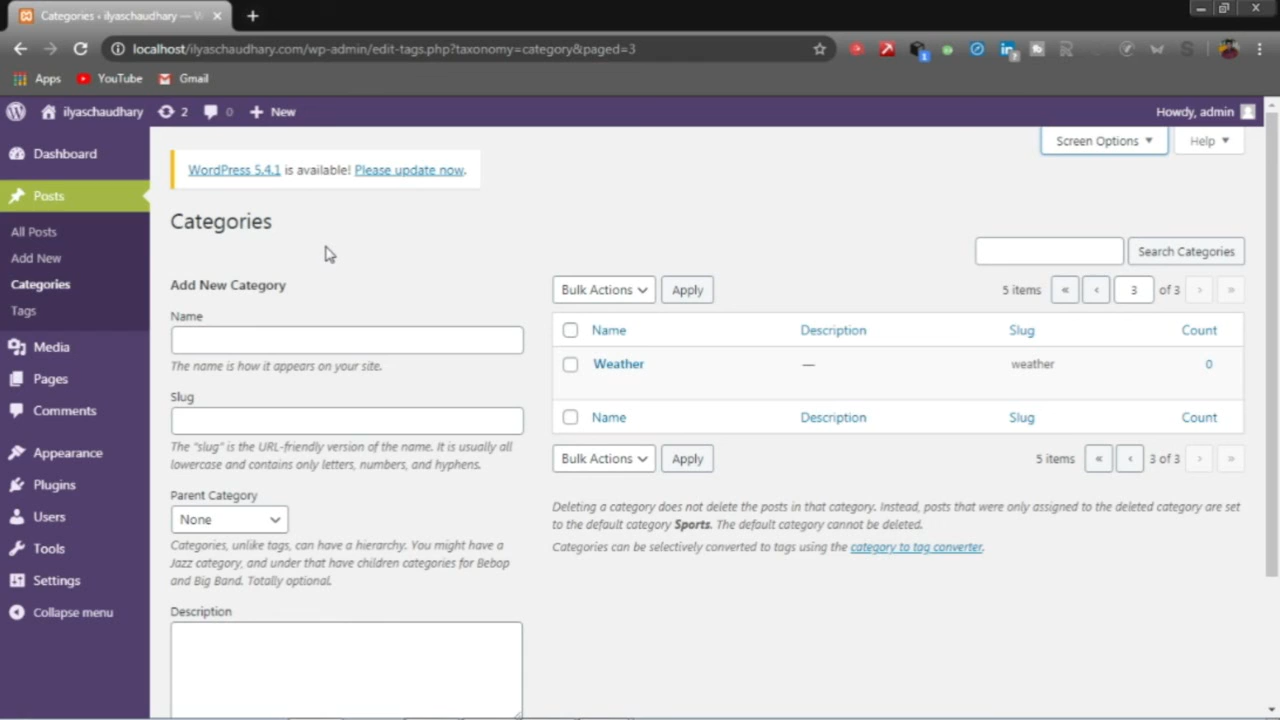 Categories ‹ ilyaschaudhary — W
localhost/ilyaschaudhary.com/wp-admin/edit-tags.php?taxonomy=category&paged=3
Apps
YouTube
Gmail
ilyaschaudhary
2
0
New
Howdy, admin
Dashboard
Posts
All Posts
Add New
Categories
Tags
Media
Pages
Comments
Appearance
Plugins
Users
Tools
Settings
Collapse menu
Screen Options
Help
WordPress 5.4.1 is available! Please update now.
Categories
Search Categories
Add New Category
Name
The name is how it appears on your site.
Slug
The “slug” is the URL-friendly version of the name. It is usually all
lowercase and contains only letters, numbers, and hyphens.
Parent Category
None
Categories, unlike tags, can have a hierarchy. You might have a
Jazz category, and under that have children categories for Bebop
and Big Band. Totally optional.
Description
Bulk Actions
Apply
5 items « ‹ 3 of 3 › »
Name Description Slug Count
Weather — weather 0
Name Description Slug Count
Bulk Actions
Apply
5 items « ‹ 3 of 3 › »
Deleting a category does not delete the posts in that category. Instead, posts that were only assigned to the deleted category are set
to the default category Sports. The default category cannot be deleted.
Categories can be selectively converted to tags using the category to tag converter.